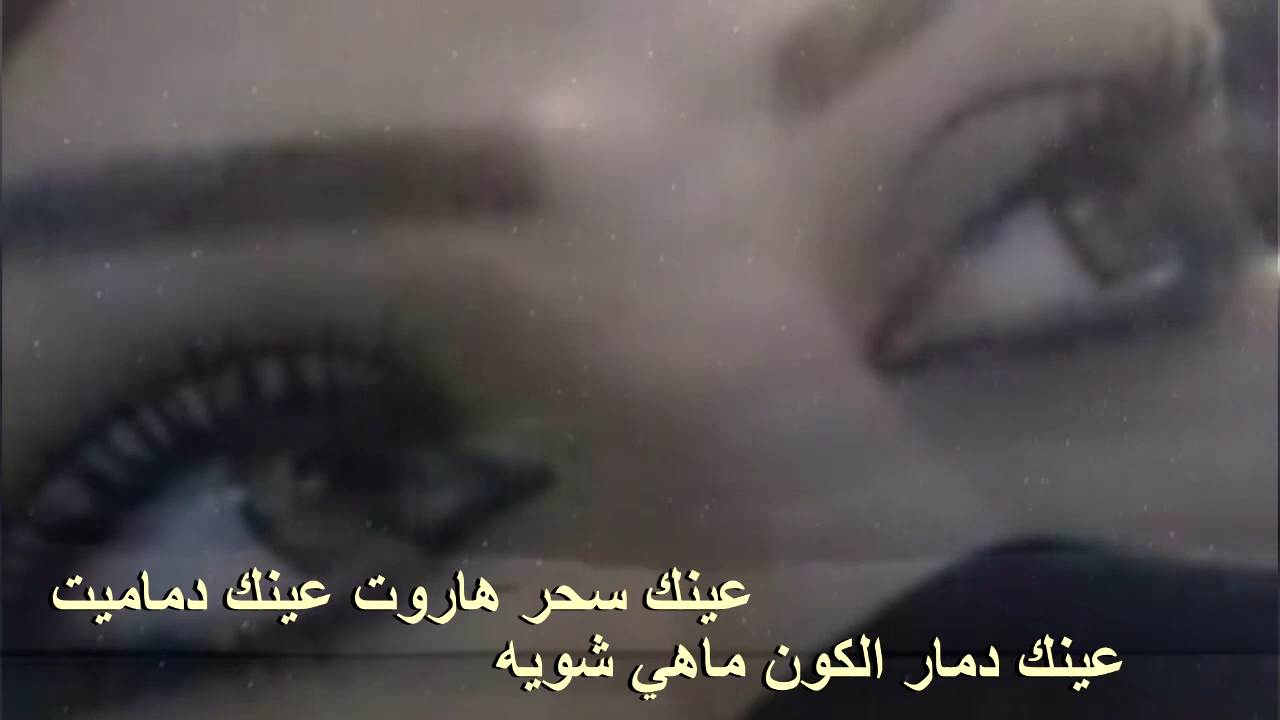 عينك سحر هاروت عينك دماميت
عينك دمار الكون ماهي شويه